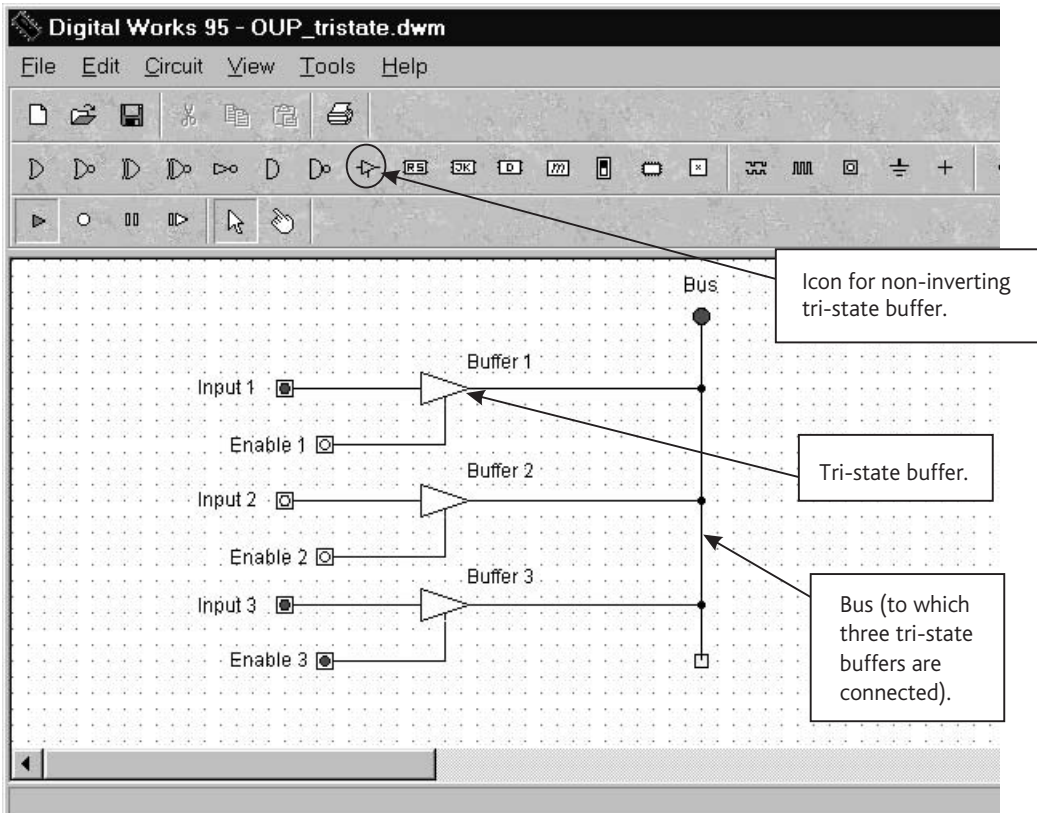 Digital Works 95 - OUP_tristate.dwm
File Edit Circuit View Tools Help
RS JK D m
Icon for non-inverting
tri-state buffer.
Bus
Buffer 1
Input 1
Enable 1
Tri-state buffer.
Buffer 2
Input 2
Enable 2
Buffer 3
Input 3
Enable 3
Bus (to which
three tri-state
buffers are
connected).